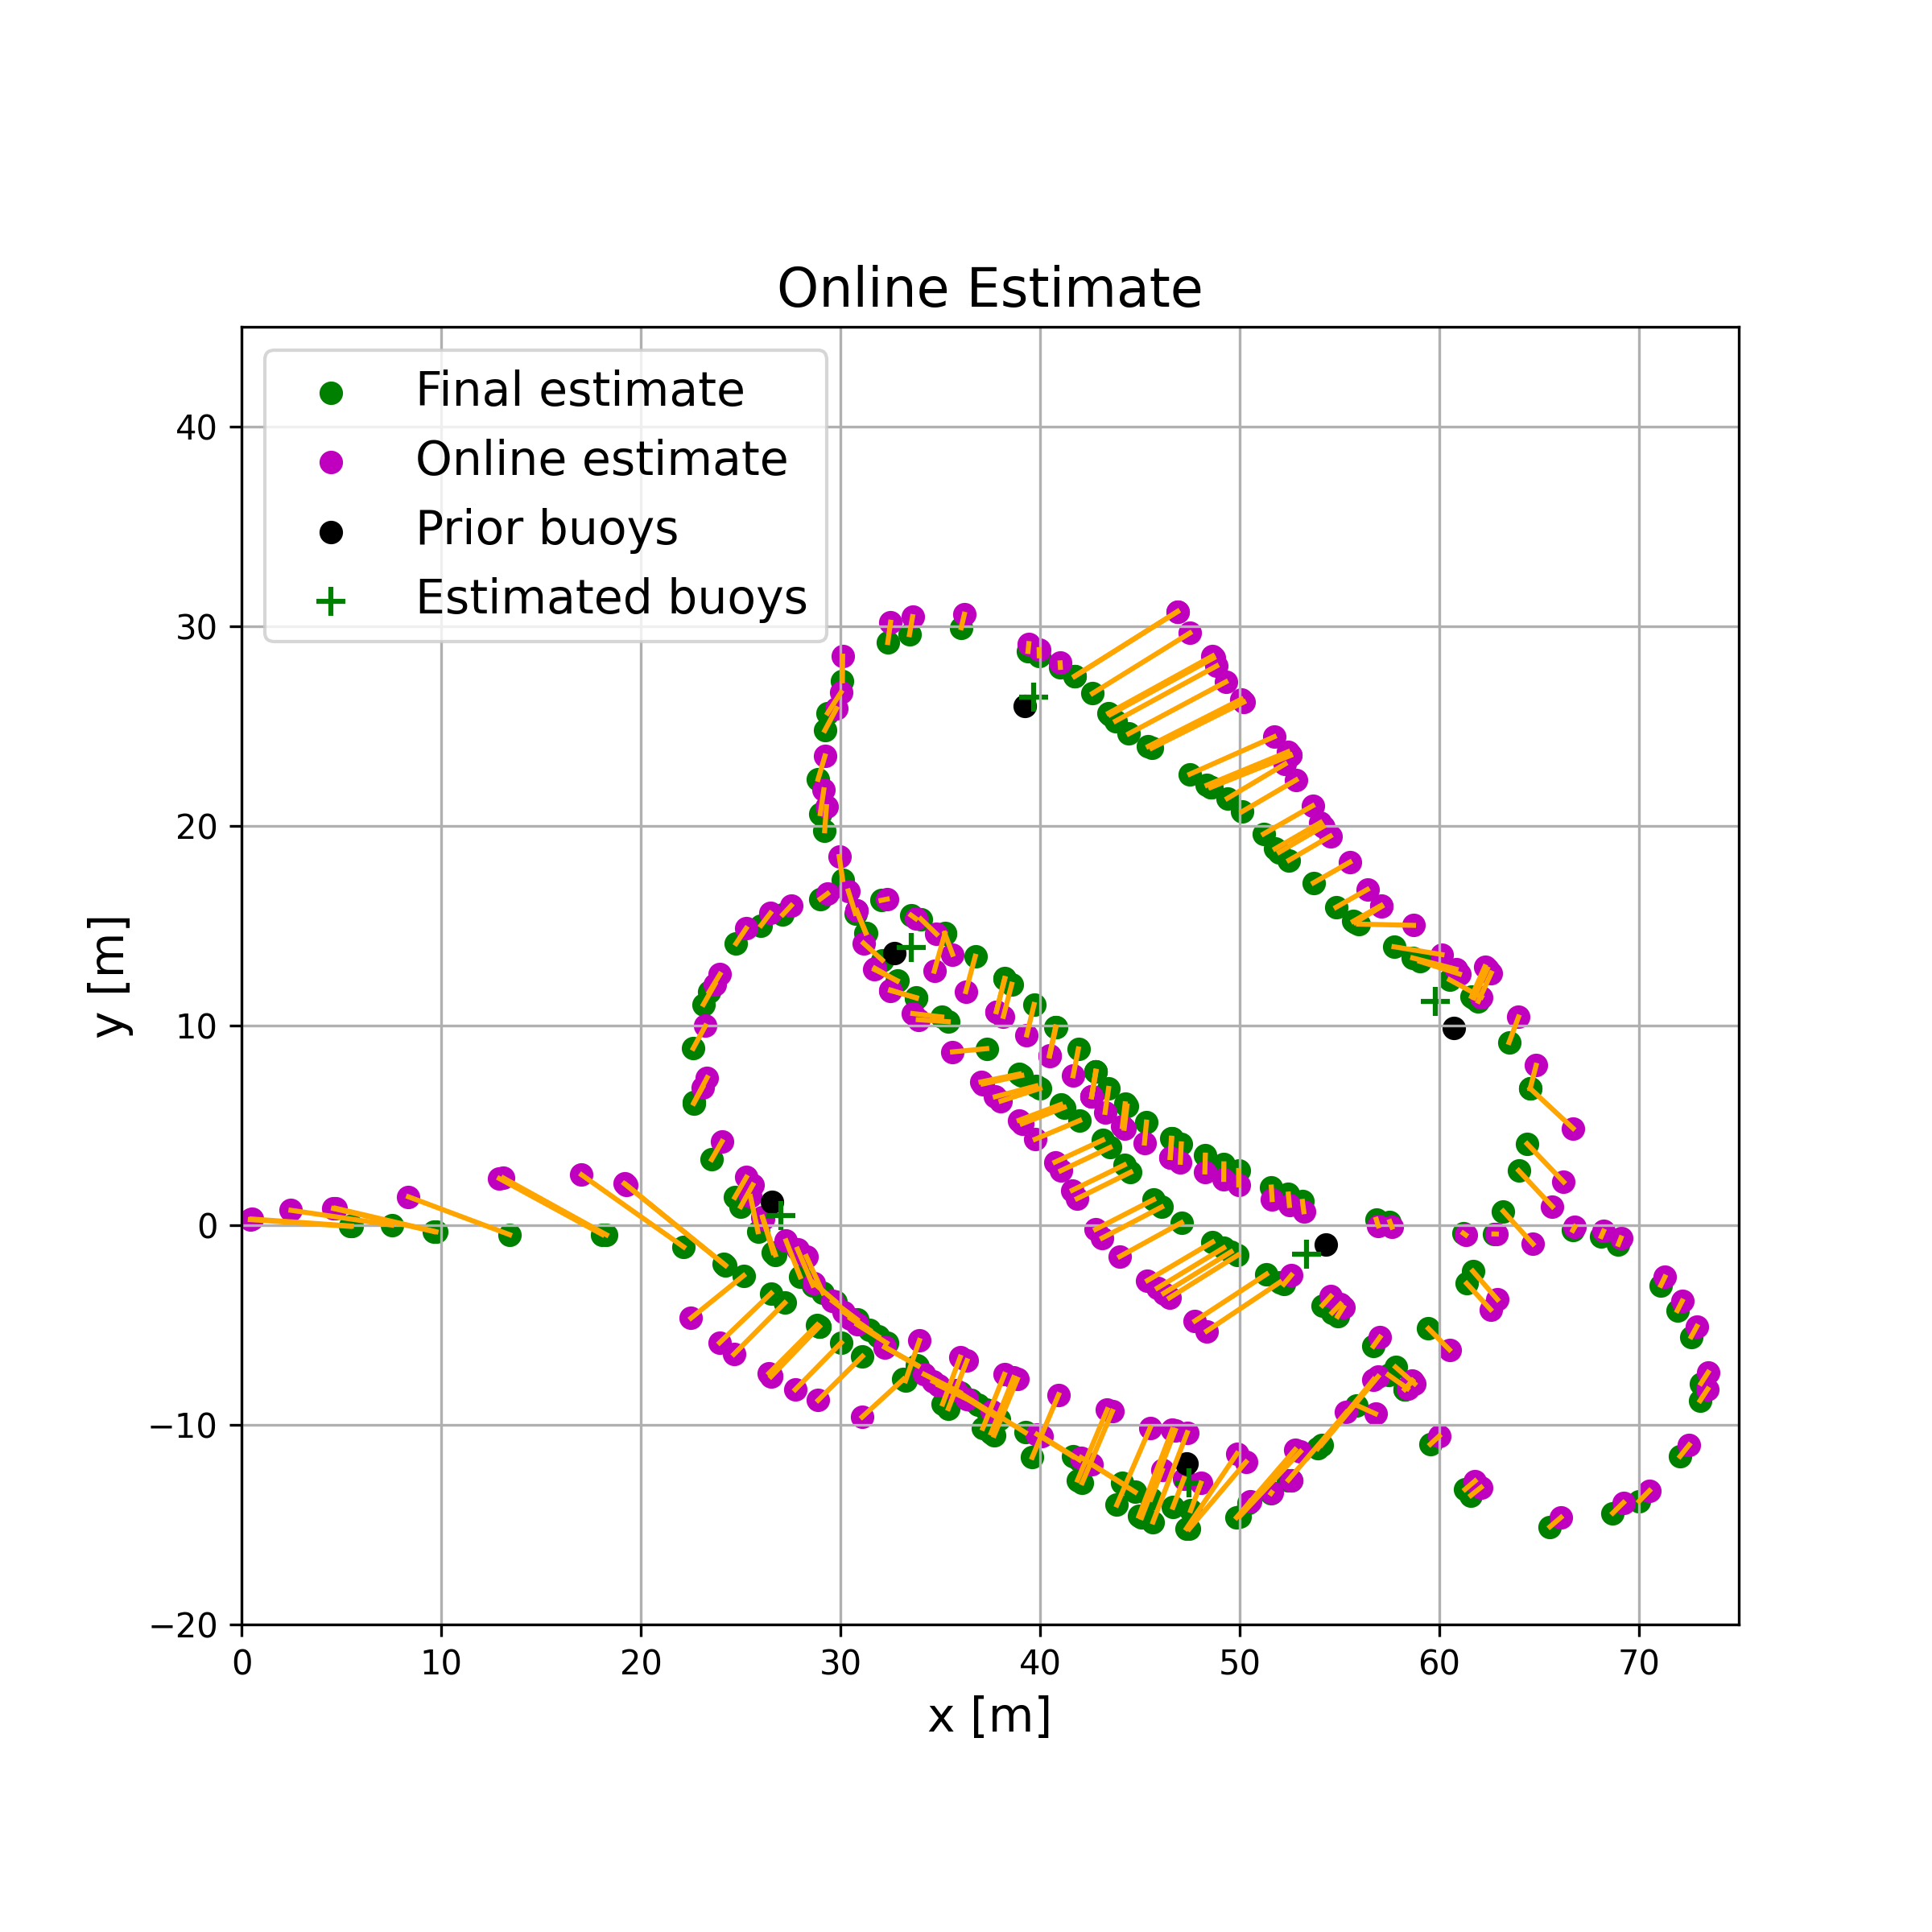 Online Estimate
Final estimate
Online estimate
Prior buoys
Estimated buoys
40
30
20
10
0
−10
−20
y [m]
0 10 20 30 40 50 60 70
x [m]